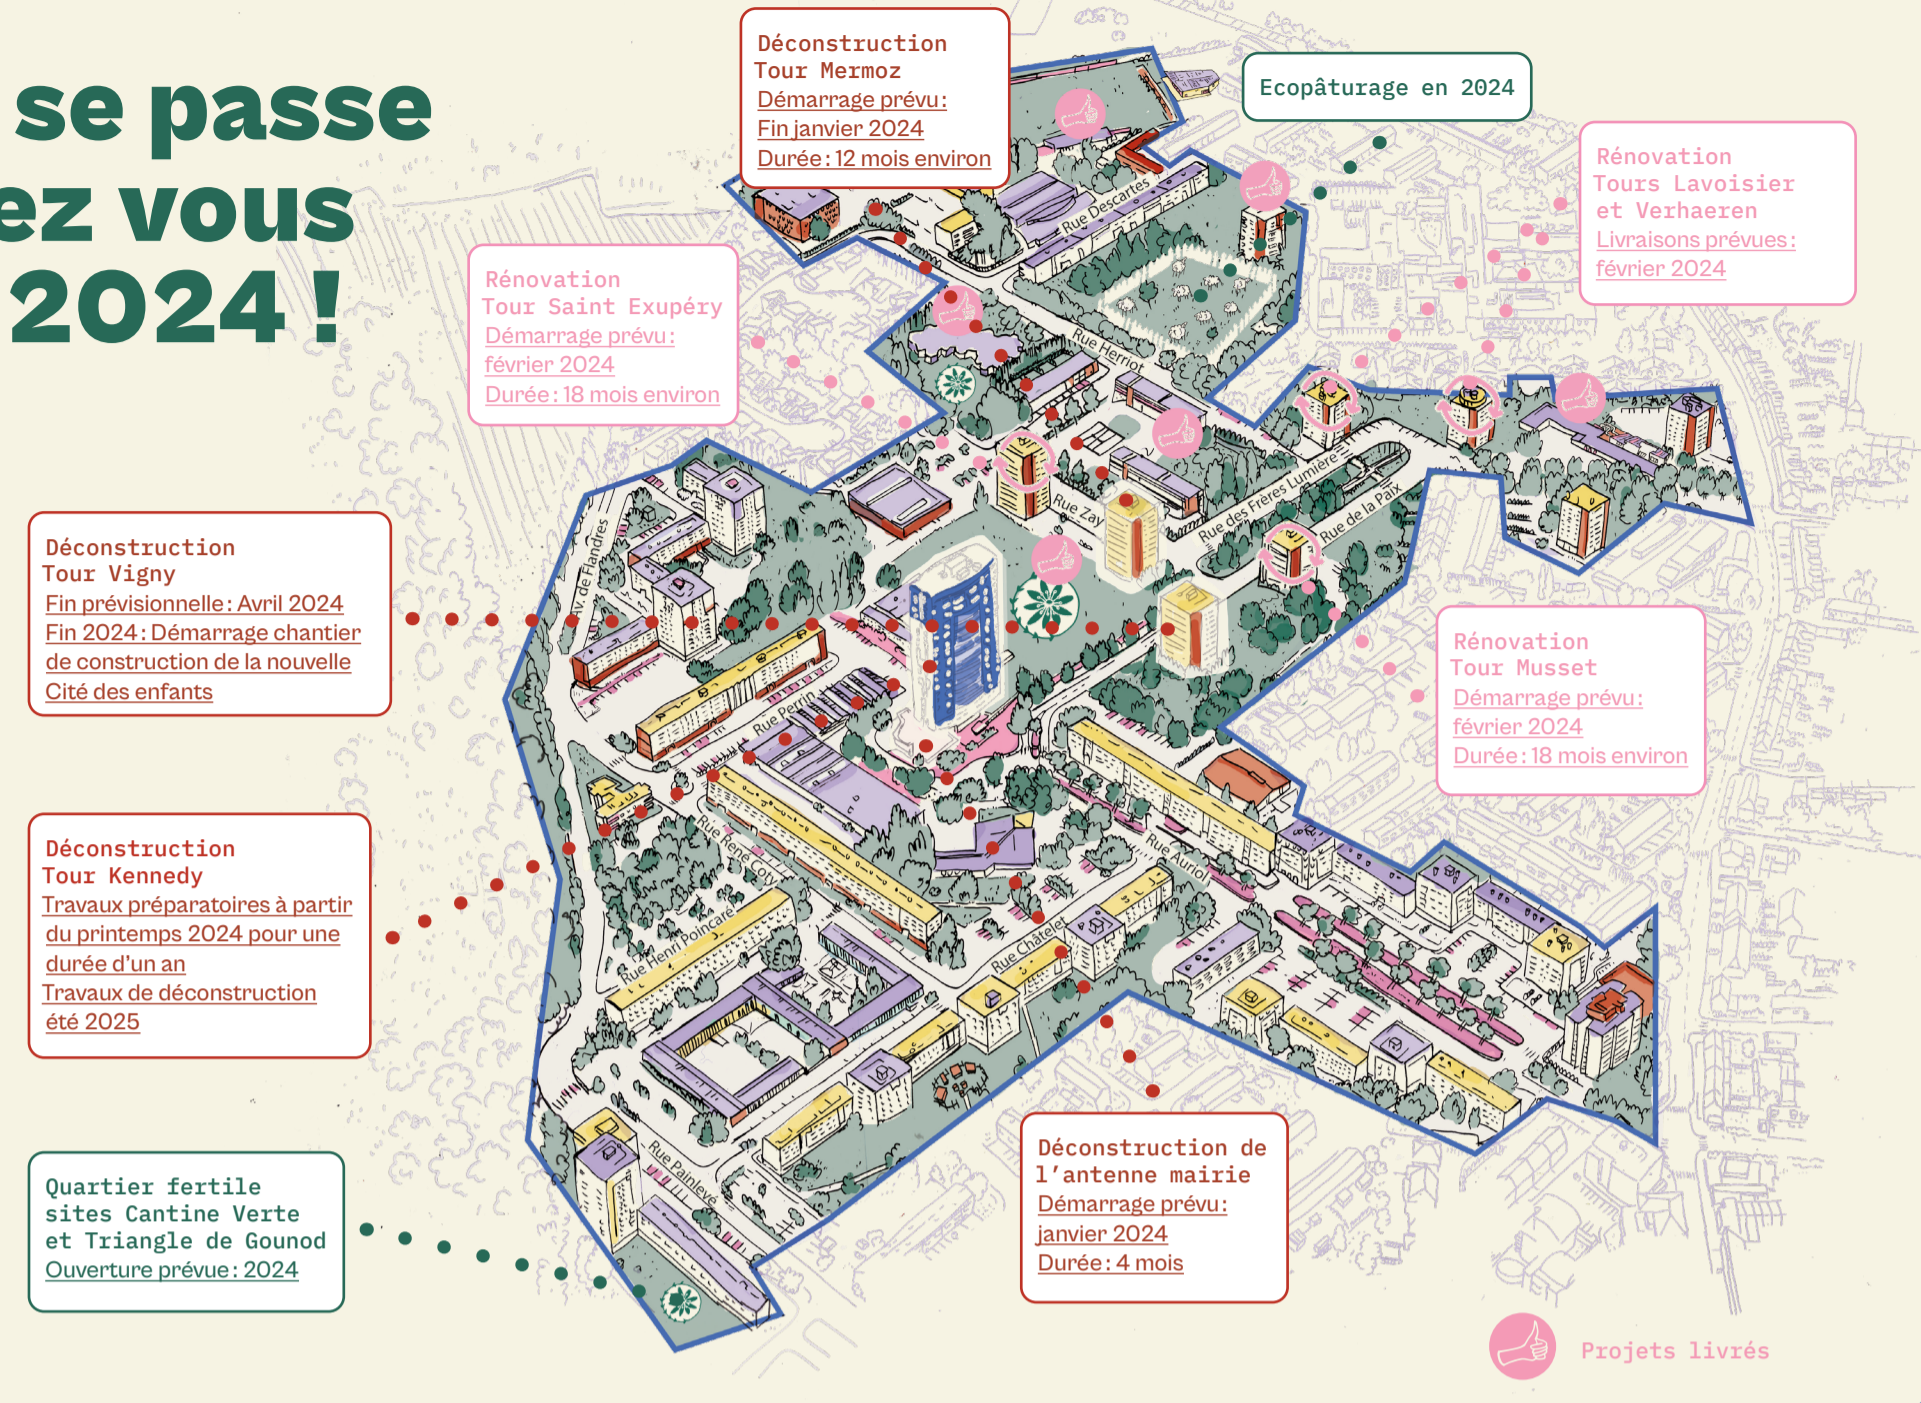 se passe
ez vous
2024 !
Déconstruction
Tour Mermoz
Démarrage prévu :
Fin janvier 2024
Durée : 12 mois environ
Ecopâturage en 2024
Rénovation
Tours Lavoisier
et Verhaeren
Livraisons prévues :
février 2024
Rénovation
Tour Saint Exupéry
Démarrage prévu :
février 2024
Durée : 18 mois environ
Rue Descartes
Rue Herriot
Rue Zay
Rue des Frères Lumière
Rue de la Paix
Av. de Flandres
Déconstruction
Tour Vigny
Fin prévisionnelle : Avril 2024
Fin 2024 : Démarrage chantier
de construction de la nouvelle
Cité des enfants
Rénovation
Tour Musset
Démarrage prévu :
février 2024
Durée : 18 mois environ
Rue Perrin
Rue René Coty
Rue Auriol
Rue Henri Poincaré
Rue Châtelet
Déconstruction
Tour Kennedy
Travaux préparatoires à partir
du printemps 2024 pour une
durée d'un an
Travaux de déconstruction
été 2025
Rue Painlevé
Quartier fertile
sites Cantine Verte
et Triangle de Gounod
Ouverture prévue : 2024
Déconstruction de
l'antenne mairie
Démarrage prévu :
janvier 2024
Durée : 4 mois
Projets livrés